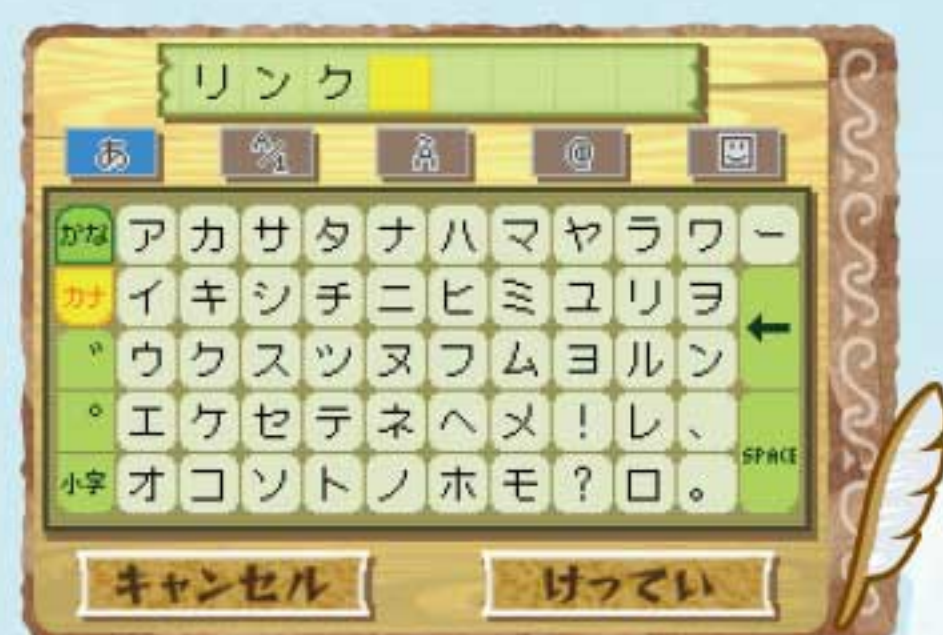 リンク
あ A/1 Ä @
かな アカサタナハマヤラワー
カナ イキシチニヒミユリヲ ←
゛ ウクスツヌフムヨルン
゜ エケセテネヘメ!レ、 SPACE
小字 オコソトノホモ?ロ。
キャンセル けってい